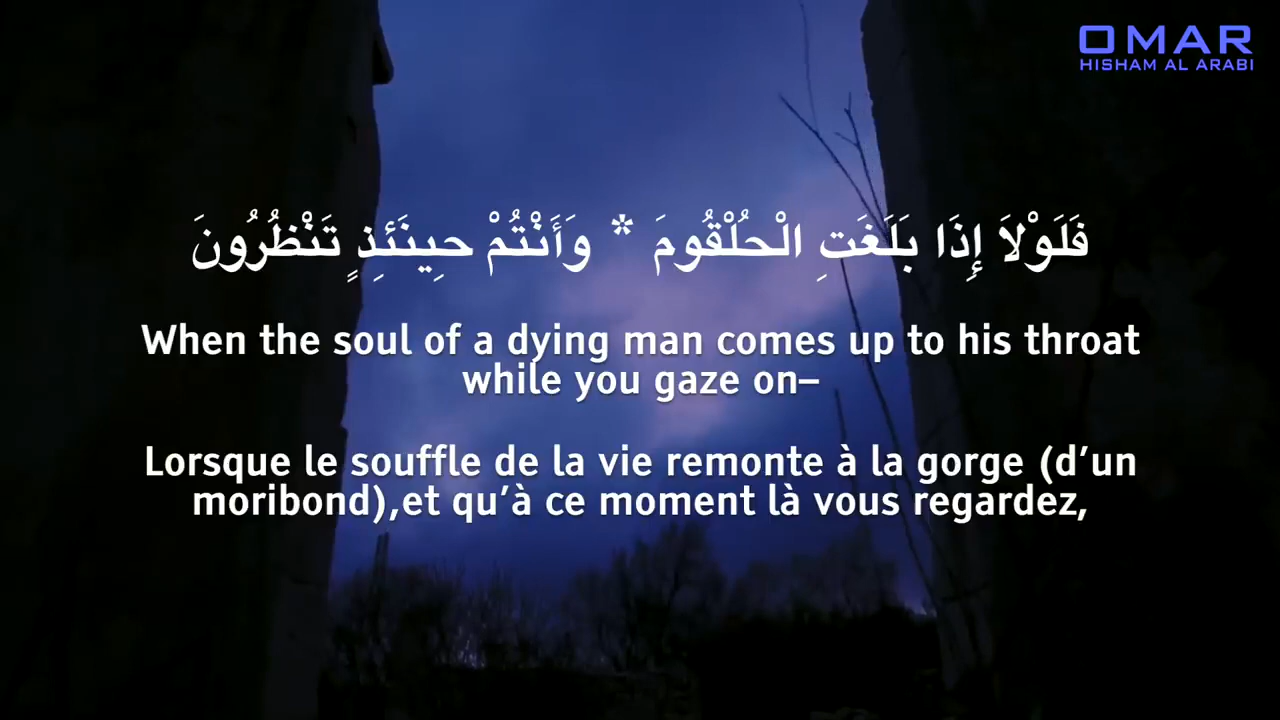 OMAR
HISHAM AL ARABI
فَلَوْلاَ إِذَا بَلَغَتِ الْحُلْقُومَ * وَأَنْتُمْ حِينَئِذٍ تَنْظُرُونَ
When the soul of a dying man comes up to his throat
while you gaze on–
Lorsque le souffle de la vie remonte à la gorge (d’un
moribond),et qu’à ce moment là vous regardez,